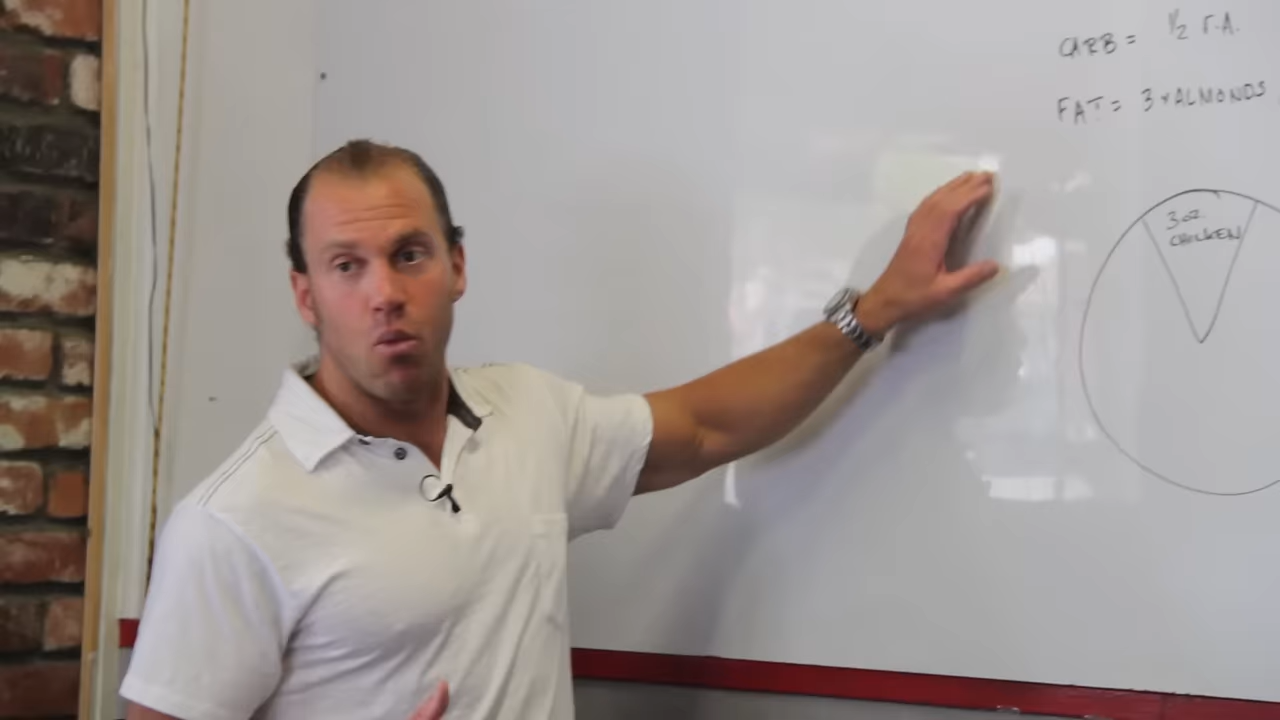 CARB = 1/2 C.A.
FAT = 3 x ALMONDS
3 oz.
CHICKEN